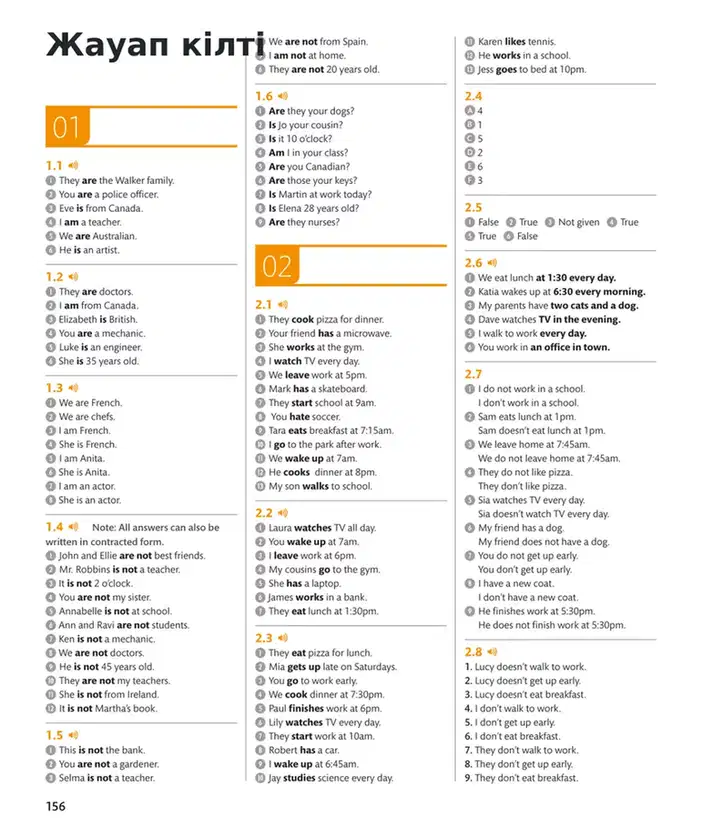 Жауап кілті
01
1.1
1 They are the Walker family.
2 You are a police officer.
3 Eve is from Canada.
4 I am a teacher.
5 We are Australian.
6 He is an artist.
1.2
1 They are doctors.
2 I am from Canada.
3 Elizabeth is British.
4 You are a mechanic.
5 Luke is an engineer.
6 She is 35 years old.
1.3
1 We are French.
2 We are chefs.
3 I am French.
4 She is French.
5 I am Anita.
6 She is Anita.
7 I am an actor.
8 She is an actor.
1.4 Note: All answers can also be
written in contracted form.
1 John and Ellie are not best friends.
2 Mr. Robbins is not a teacher.
3 It is not 2 o'clock.
4 You are not my sister.
5 Annabelle is not at school.
6 Ann and Ravi are not students.
7 Ken is not a mechanic.
8 We are not doctors.
9 He is not 45 years old.
10 They are not my teachers.
11 She is not from Ireland.
12 It is not Martha's book.
1.5
1 This is not the bank.
2 You are not a gardener.
3 Selma is not a teacher.
We are not from Spain.
I am not at home.
6 They are not 20 years old.
1.6
1 Are they your dogs?
2 Is Jo your cousin?
3 Is it 10 o'clock?
4 Am I in your class?
5 Are you Canadian?
6 Are those your keys?
7 Is Martin at work today?
8 Is Elena 28 years old?
9 Are they nurses?
02
2.1
1 They cook pizza for dinner.
2 Your friend has a microwave.
3 She works at the gym.
4 I watch TV every day.
5 We leave work at 5pm.
6 Mark has a skateboard.
7 They start school at 9am.
8 You hate soccer.
9 Tara eats breakfast at 7:15am.
10 I go to the park after work.
11 We wake up at 7am.
12 He cooks dinner at 8pm.
13 My son walks to school.
2.2
1 Laura watches TV all day.
2 You wake up at 7am.
3 I leave work at 6pm.
4 My cousins go to the gym.
5 She has a laptop.
6 James works in a bank.
7 They eat lunch at 1:30pm.
2.3
1 They eat pizza for lunch.
2 Mia gets up late on Saturdays.
3 You go to work early.
4 We cook dinner at 7:30pm.
5 Paul finishes work at 6pm.
6 Lily watches TV every day.
7 They start work at 10am.
8 Robert has a car.
9 I wake up at 6:45am.
10 Jay studies science every day.
11 Karen likes tennis.
12 He works in a school.
13 Jess goes to bed at 10pm.
2.4
A 4
B 1
C 5
D 2
E 6
F 3
2.5
1 False 2 True 3 Not given 4 True
5 True 6 False
2.6
1 We eat lunch at 1:30 every day.
2 Katia wakes up at 6:30 every morning.
3 My parents have two cats and a dog.
4 Dave watches TV in the evening.
5 I walk to work every day.
6 You work in an office in town.
2.7
1 I do not work in a school.
I don't work in a school.
2 Sam eats lunch at 1pm.
Sam doesn't eat lunch at 1pm.
3 We leave home at 7:45am.
We do not leave home at 7:45am.
4 They do not like pizza.
They don't like pizza.
5 Sia watches TV every day.
Sia doesn't watch TV every day.
6 My friend has a dog.
My friend does not have a dog.
7 You do not get up early.
You don't get up early.
8 I have a new coat.
I don't have a new coat.
9 He finishes work at 5:30pm.
He does not finish work at 5:30pm.
2.8
1. Lucy doesn't walk to work.
2. Lucy doesn't get up early.
3. Lucy doesn't eat breakfast.
4. I don't walk to work.
5. I don't get up early.
6. I don't eat breakfast.
7. They don't walk to work.
8. They don't get up early.
9. They don't eat breakfast.
156